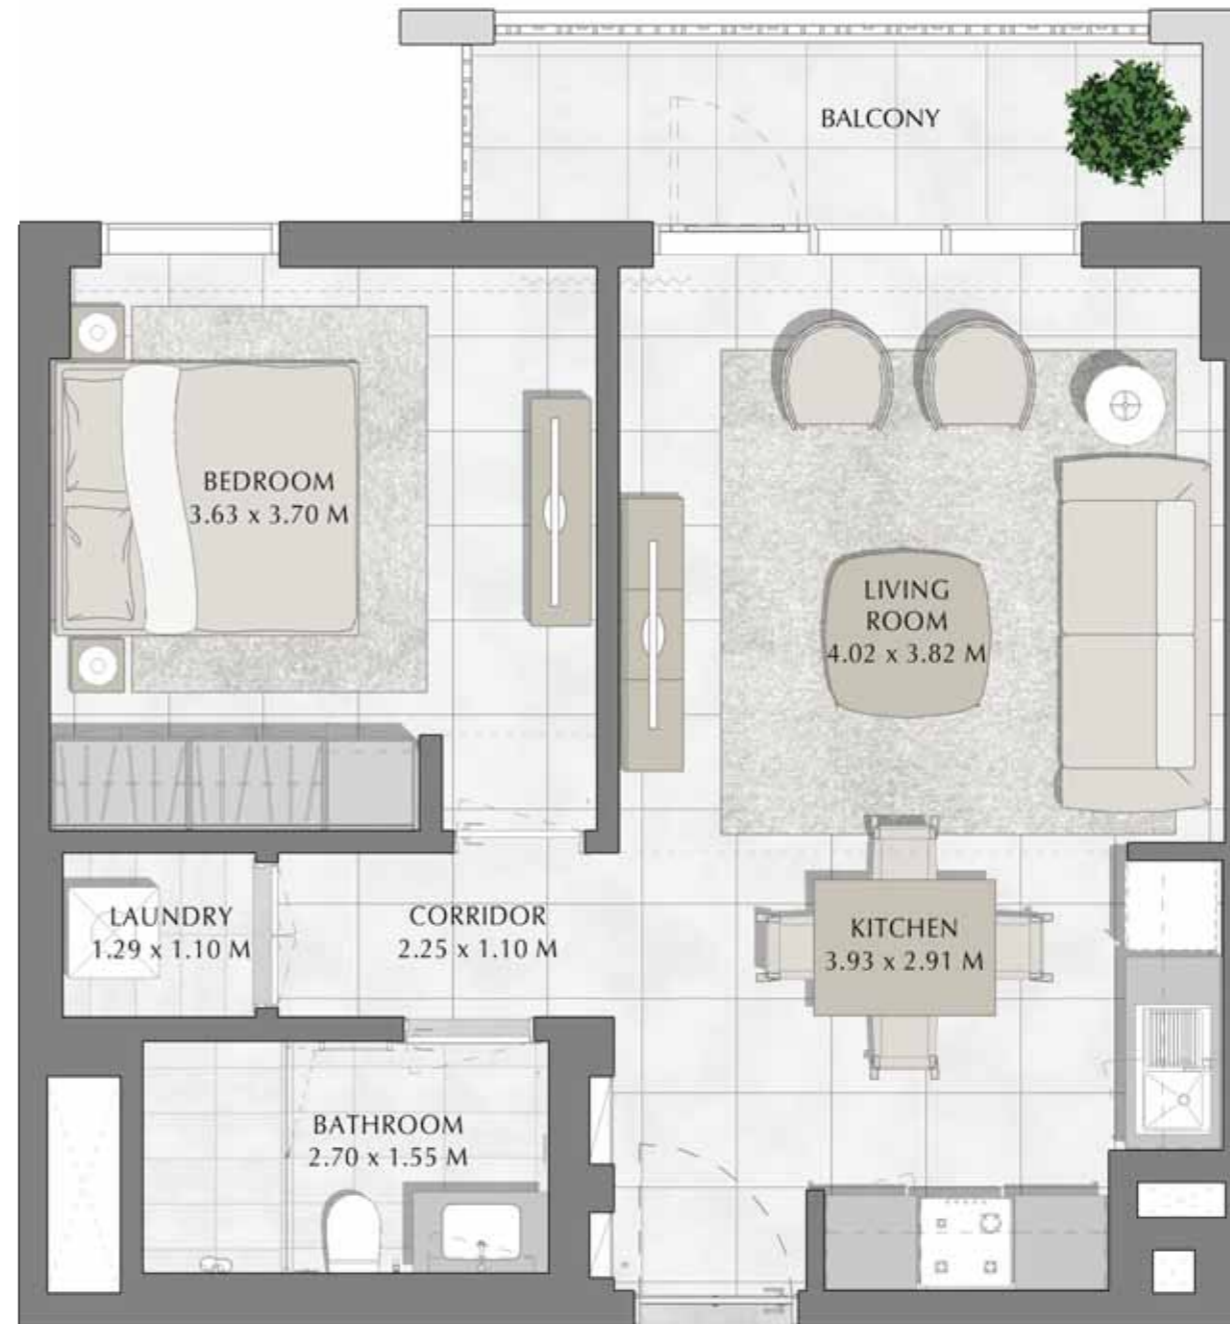 BALCONY
BEDROOM
3.63 x 3.70 M
LIVING
ROOM
4.02 x 3.82 M
LAUNDRY
1.29 x 1.10 M
CORRIDOR
2.25 x 1.10 M
KITCHEN
3.93 x 2.91 M
BATHROOM
2.70 x 1.55 M